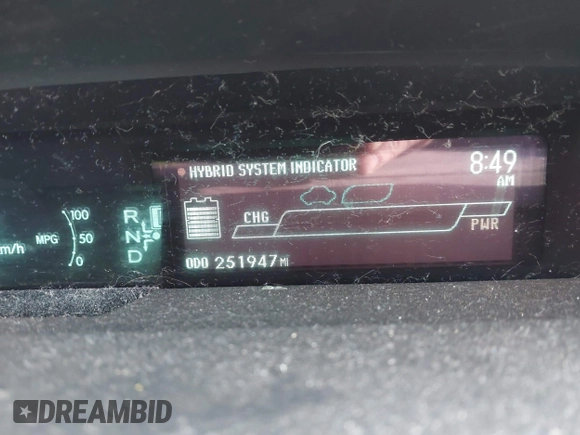 HYBRID SYSTEM INDICATOR 8:49
AM
100
MPG 50
0
m/h
R
N
D
CHG
PWR
ODO 251947 MI
DREAMBID